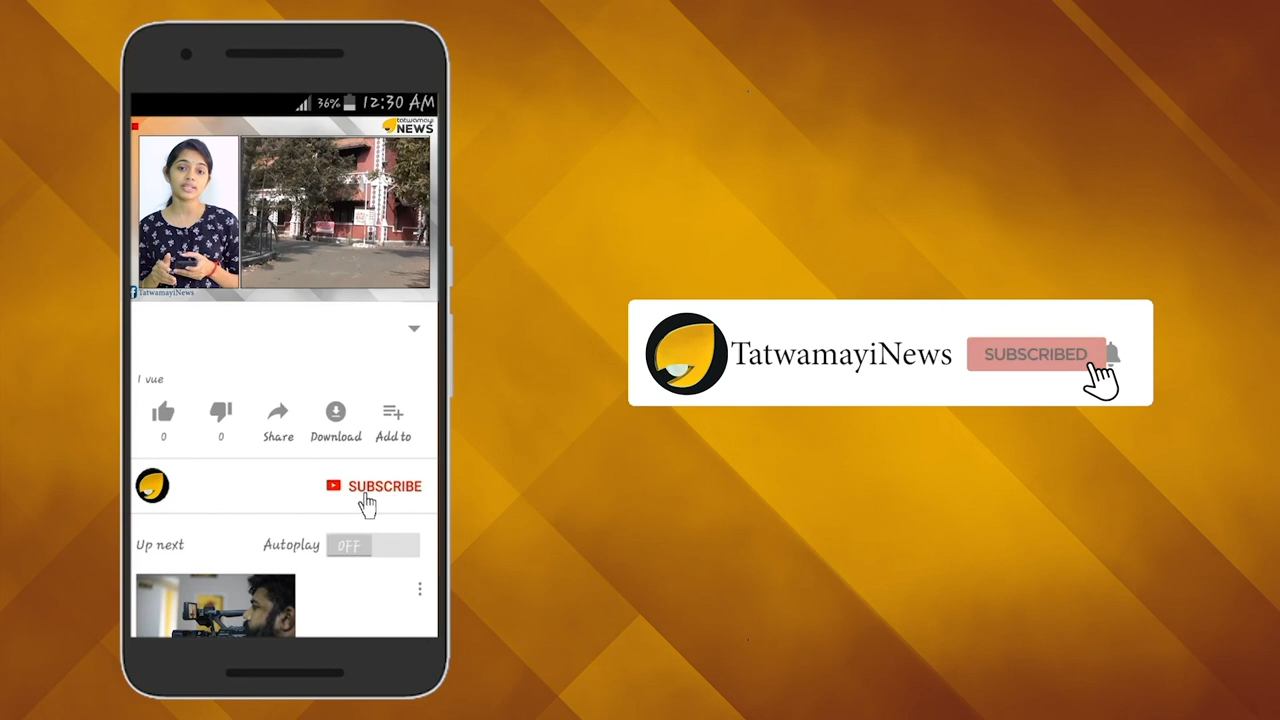 36% 12:30 AM
tatwamayi
NEWS
TatwamayiNews
1 vue
0 0 Share Download Add to
SUBSCRIBE
Up next Autoplay OFF
TatwamayiNews SUBSCRIBED